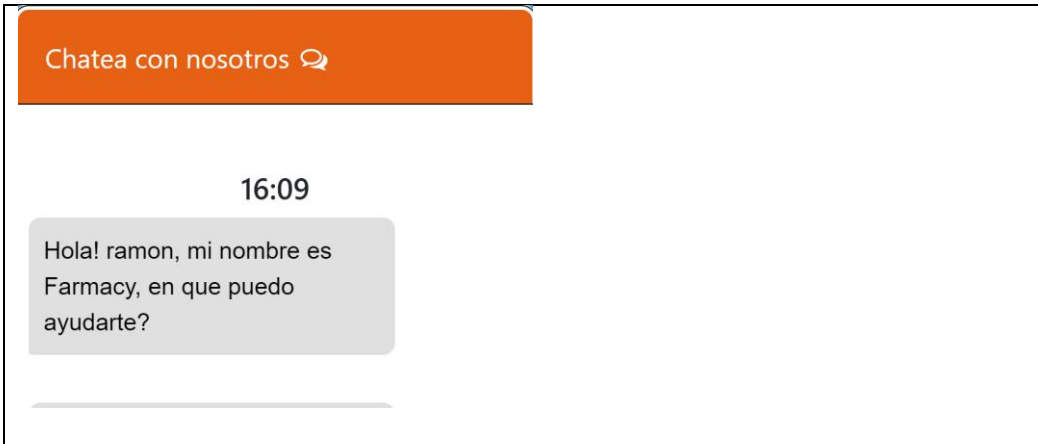 Chatea con nosotros
16:09
Hola! ramon, mi nombre es
Farmacy, en que puedo
ayudarte?